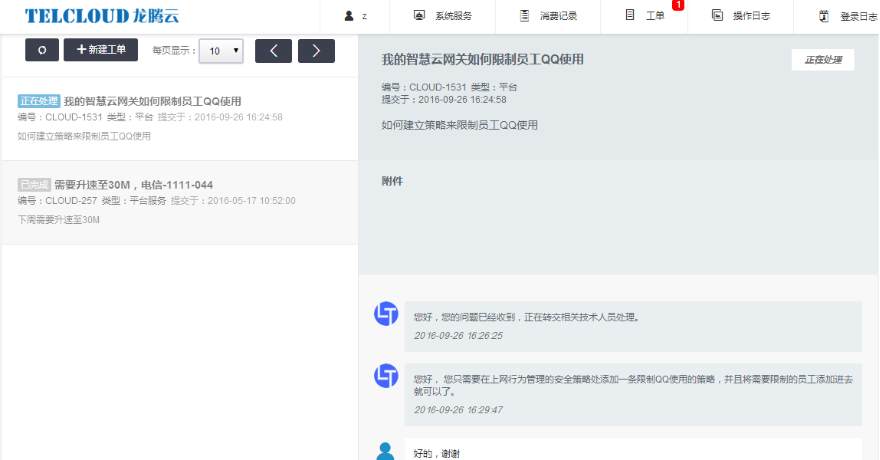 TELCLOUD 龙腾云
z
系统服务
消费记录
工单
1
操作日志
登录日志
新建工单
每页显示：
10
正在处理 我的智慧云网关如何限制员工QQ使用
编号：CLOUD-1531 类型：平台 提交于：2016-09-26 16:24:58
如何建立策略来限制员工QQ使用
已完成 需要升速至30M，电信-1111-044
编号：CLOUD-257 类型：平台服务 提交于：2016-05-17 10:52:00
下周需要升速至30M
我的智慧云网关如何限制员工QQ使用
正在处理
编号：CLOUD-1531 类型：平台
提交于：2016-09-26 16:24:58
如何建立策略来限制员工QQ使用
附件
LT
您好，您的问题已经收到，正在转交相关技术人员处理。
2016-09-26 16:26:25
LT
您好， 您只需要在上网行为管理的安全策略处添加一条限制QQ使用的策略，并且将需要限制的员工添加进去
就可以了。
2016-09-26 16:29:47
好的，谢谢